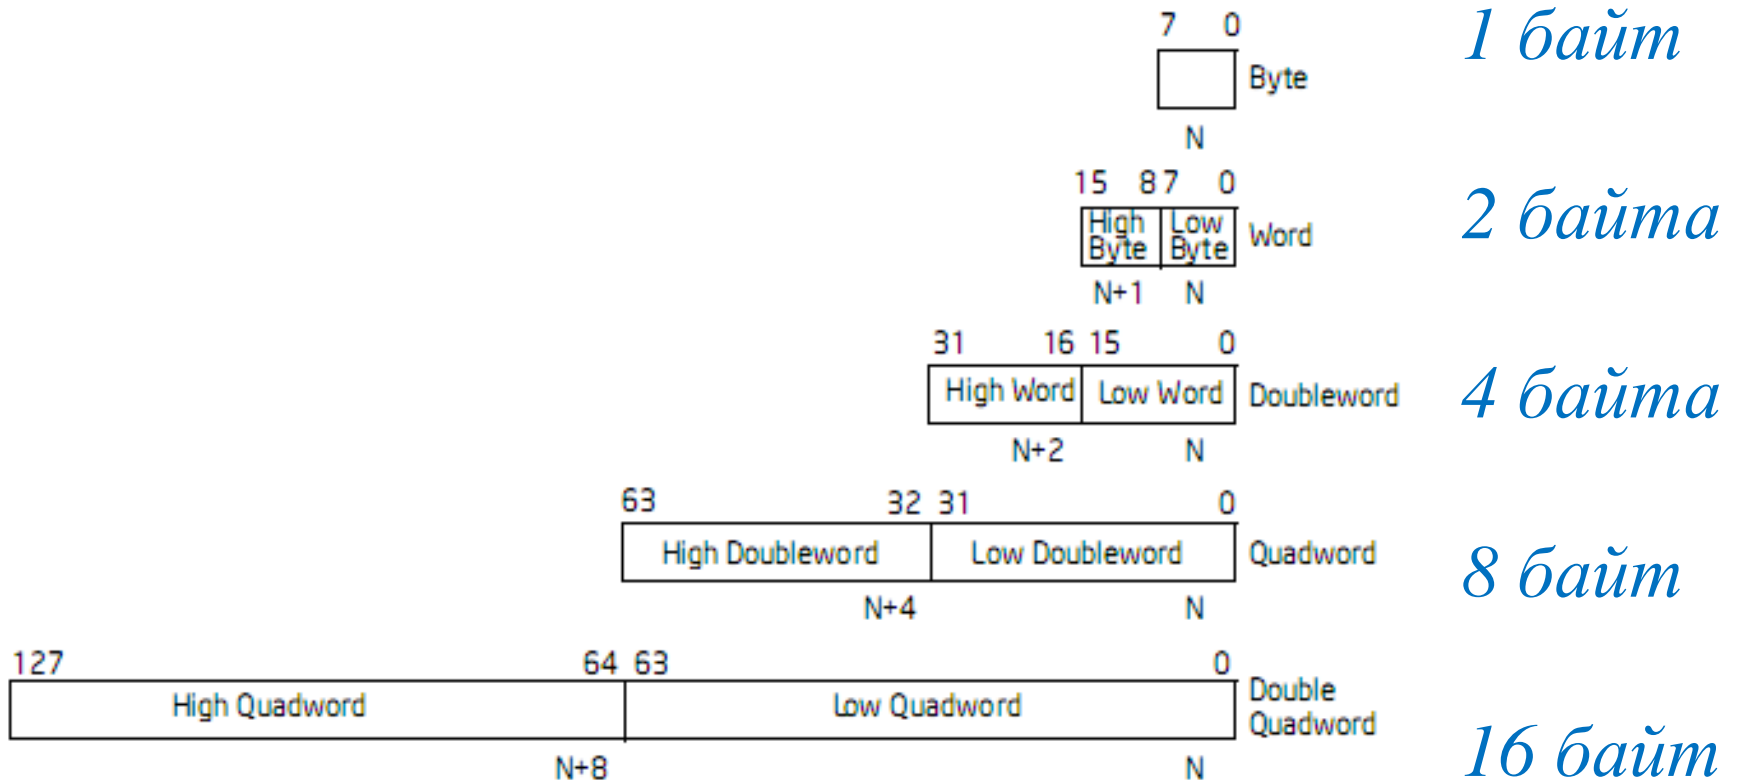 7 0
1 байт
Byte
N
15 8 7 0
High Byte
Low Byte
Word
2 байта
N+1 N
31 16 15 0
High Word Low Word Doubleword
4 байта
N+2 N
63 32 31 0
High Doubleword Low Doubleword Quadword
8 байт
N+4 N
127 64 63 0
High Quadword Low Quadword
Double
Quadword
16 байт
N+8 N